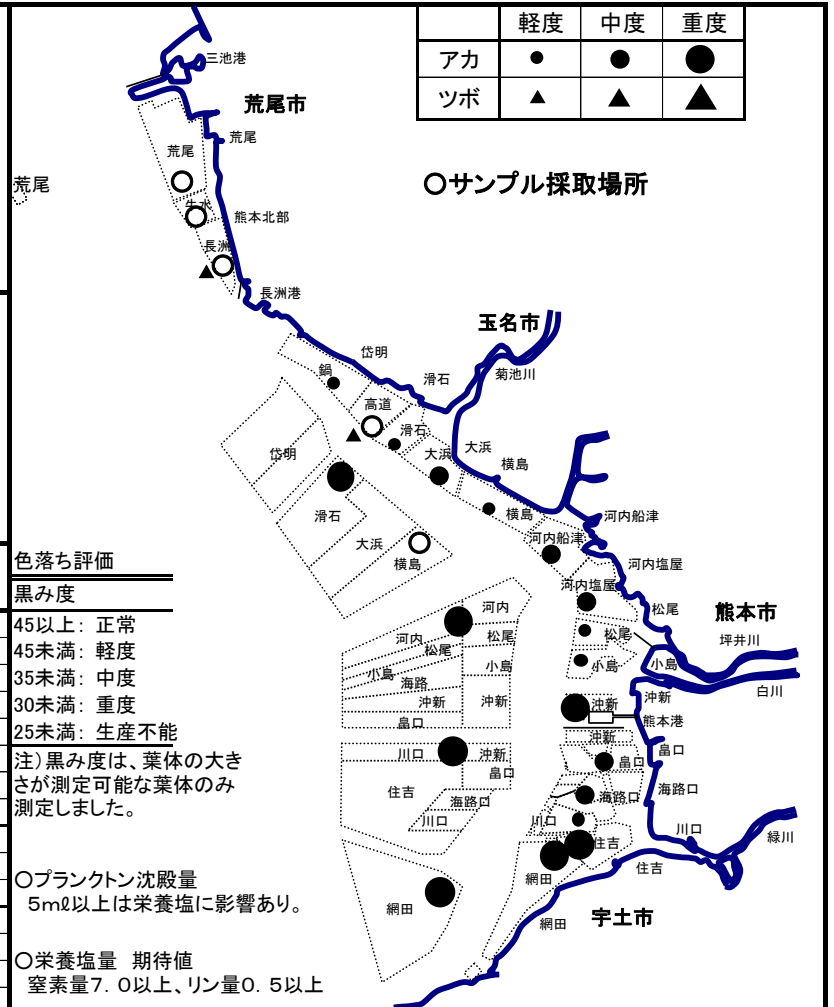 軽度 中度 重度
アカ
ツボ
三池港
荒尾市
荒尾
荒尾
荒尾
○サンプル採取場所
牛水
熊本北部
長洲
長洲港
玉名市
岱明
鍋
滑石
菊池川
高道
滑石
大浜
大浜
横島
岱明
横島
滑石
河内船津
大浜
河内船津
横島
河内塩屋
河内塩屋
色落ち評価
黒み度
45以上: 正常
45未満: 軽度
35未満: 中度
30未満: 重度
25未満: 生産不能
注)黒み度は、葉体の大き
さが測定可能な葉体のみ
測定しました。
河内
松尾
熊本市
河内
松尾
松尾
坪井川
松尾
小島
小島
小島
小島
白川
海路
沖新
沖新
沖新
沖新
畠口
熊本港
沖新
川口
沖新
畠口
畠口
畠口
住吉
海路口
海路口
海路口
川口
川口
川口
緑川
住吉
住吉
網田
網田
網田
宇土市
○プランクトン沈殿量
5mℓ以上は栄養塩に影響あり。
○栄養塩量 期待値
窒素量7.0以上、リン量0.5以上